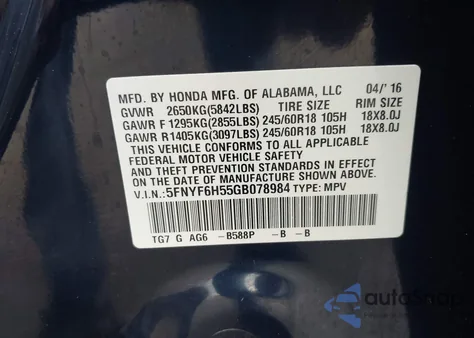 MFD. BY HONDA MFG. OF ALABAMA, LLC 04/'16
GVWR 2650KG(5842LBS) TIRE SIZE RIM SIZE
GAWR F 1295KG(2855LBS) 245/60R18 105H 18X8.0J
GAWR R 1405KG(3097LBS) 245/60R18 105H 18X8.0J
THIS VEHICLE CONFORMS TO ALL APPLICABLE
FEDERAL MOTOR VEHICLE SAFETY, BUMPER,
AND THEFT PREVENTION STANDARDS IN EFFECT
ON THE DATE OF MANUFACTURE SHOWN ABOVE.
V.I.N.: 5FNYF6H55GB078984 TYPE: MPV
TG7 G AG6 -B588P -B -B
autoSnap